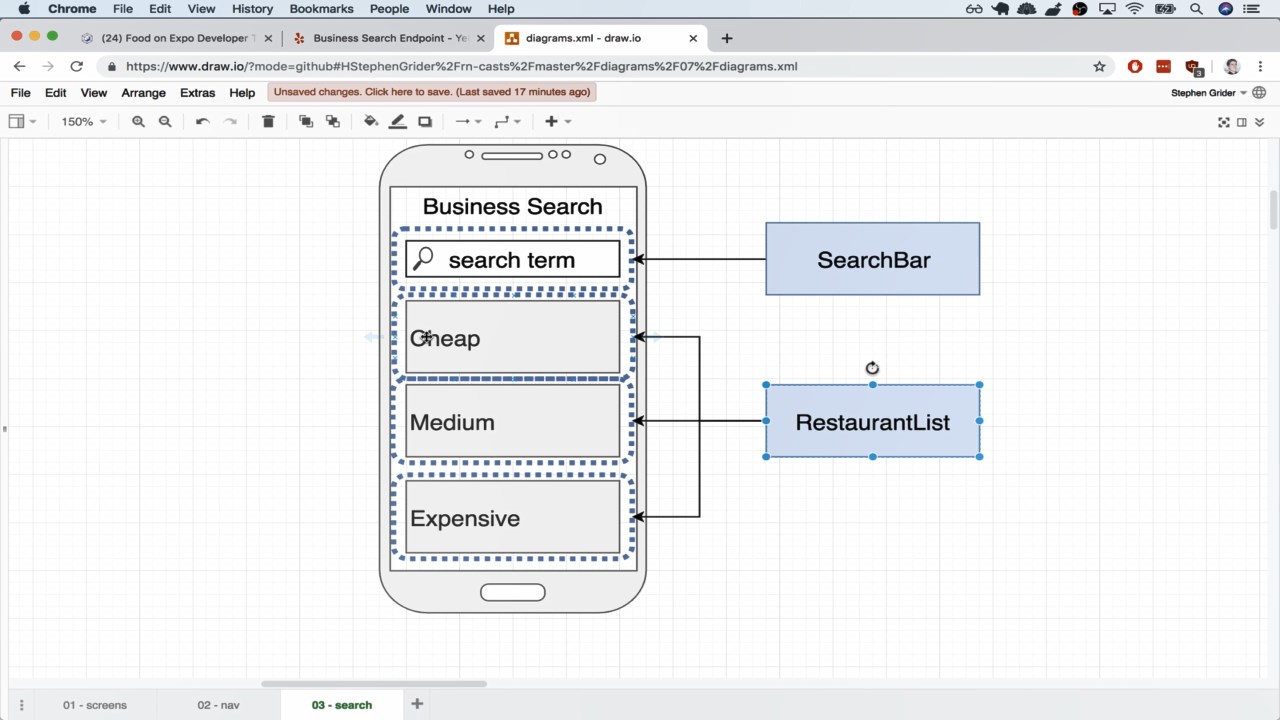 Chrome File Edit View History Bookmarks People Window Help
(24) Food on Expo Developer T
Business Search Endpoint - Ye
diagrams.xml - draw.io
https://www.draw.io/?mode=github#HStephenGrider%2Frn-casts%2Fmaster%2Fdiagrams%2F07%2Fdiagrams.xml
3
File Edit View Arrange Extras Help
Unsaved changes. Click here to save. (Last saved 17 minutes ago)
Stephen Grider
150%
Business Search
search term
SearchBar
Cheap
Medium
RestaurantList
Expensive
01 - screens
02 - nav
03 - search